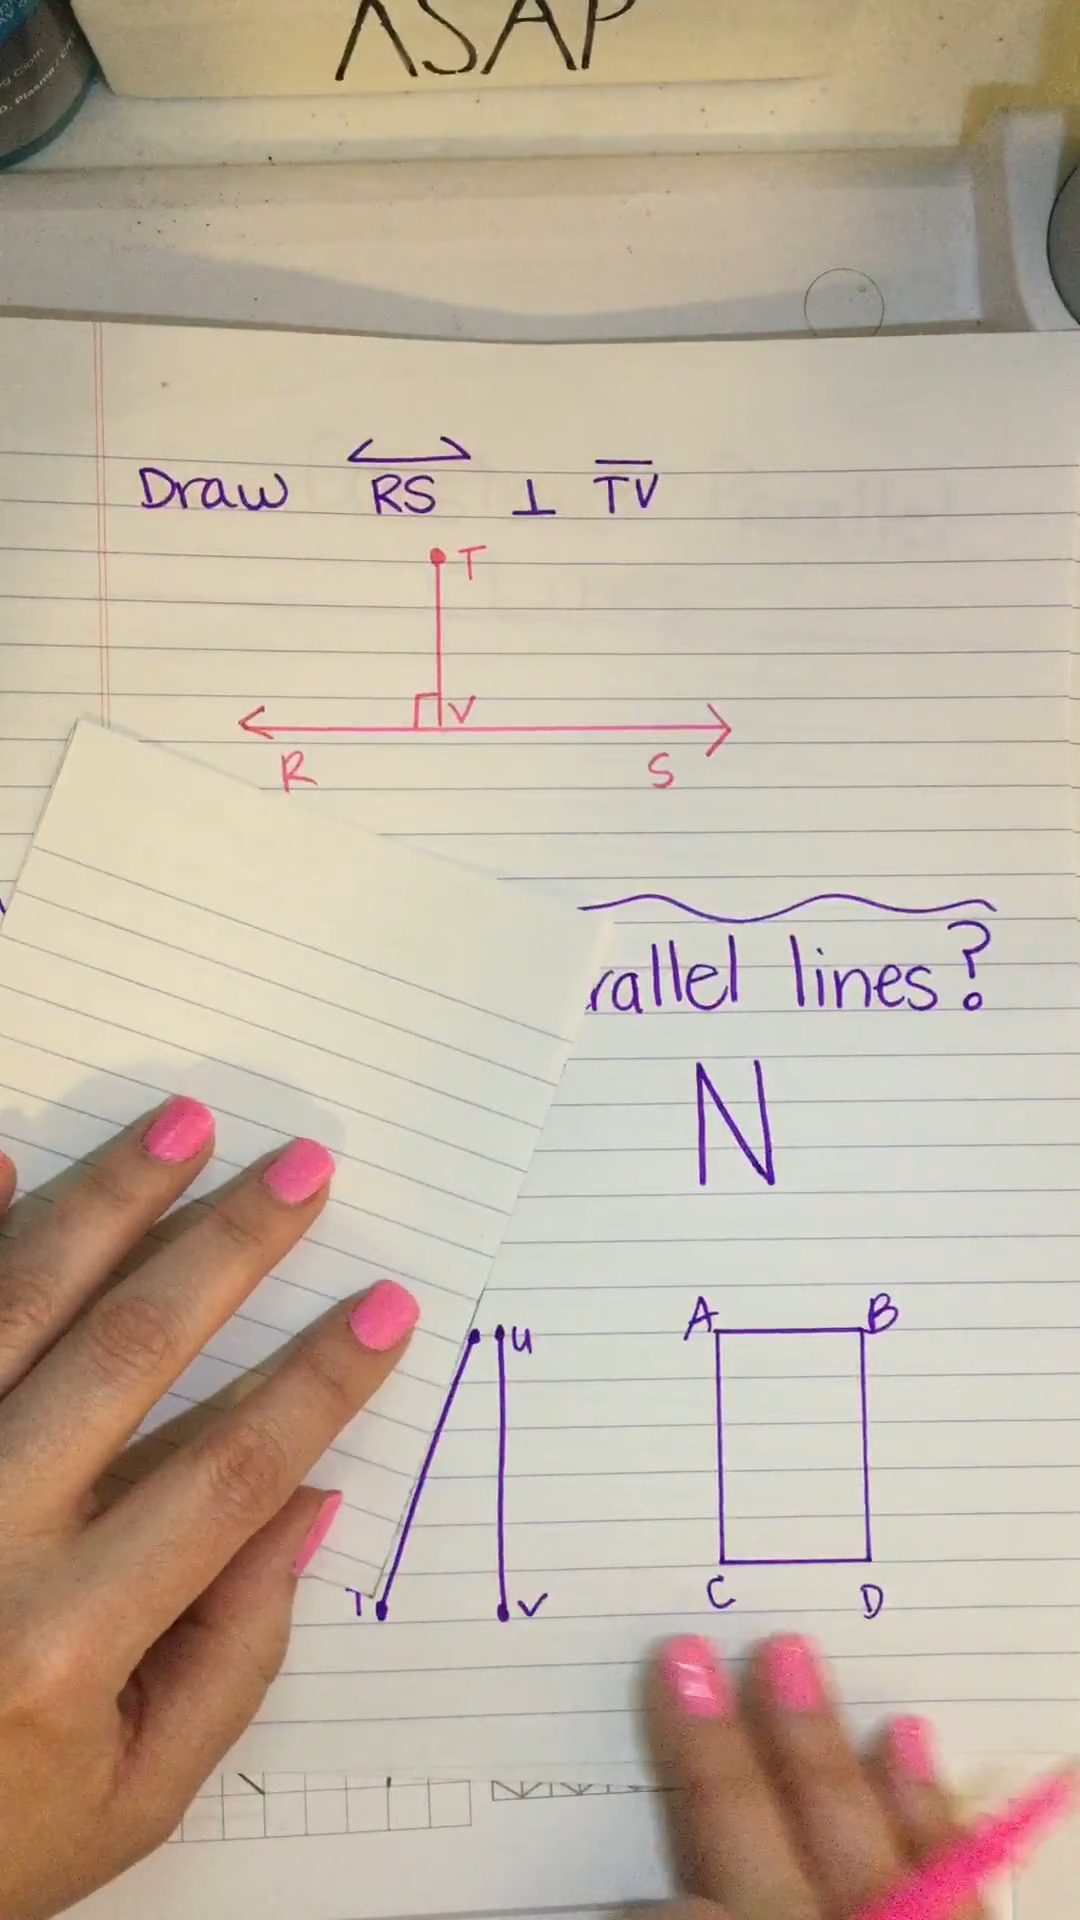 ASAP
Draw RS ⊥ TV
T
V
R S
rallel lines?
N
U A B
T V C D